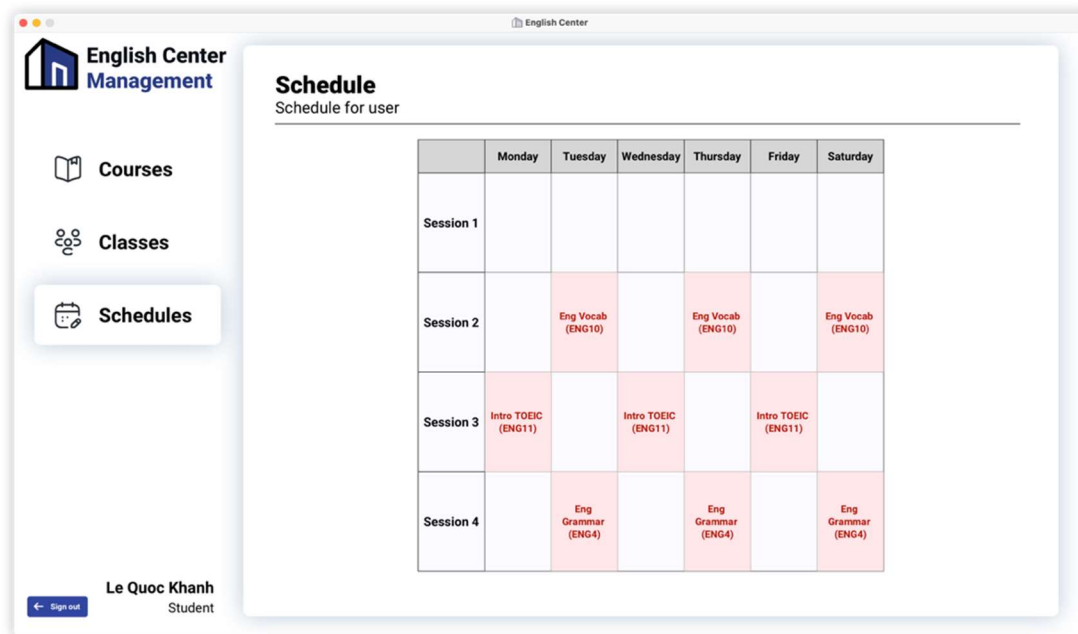 English Center
English Center
Management
Courses
Classes
Schedules
Le Quoc Khanh
Sign out
Student
Schedule
Schedule for user
Monday Tuesday Wednesday Thursday Friday Saturday
Session 1
Session 2
Eng Vocab
(ENG10)
Eng Vocab
(ENG10)
Eng Vocab
(ENG10)
Session 3
Intro TOEIC
(ENG11)
Intro TOEIC
(ENG11)
Intro TOEIC
(ENG11)
Session 4
Eng
Grammar
(ENG4)
Eng
Grammar
(ENG4)
Eng
Grammar
(ENG4)